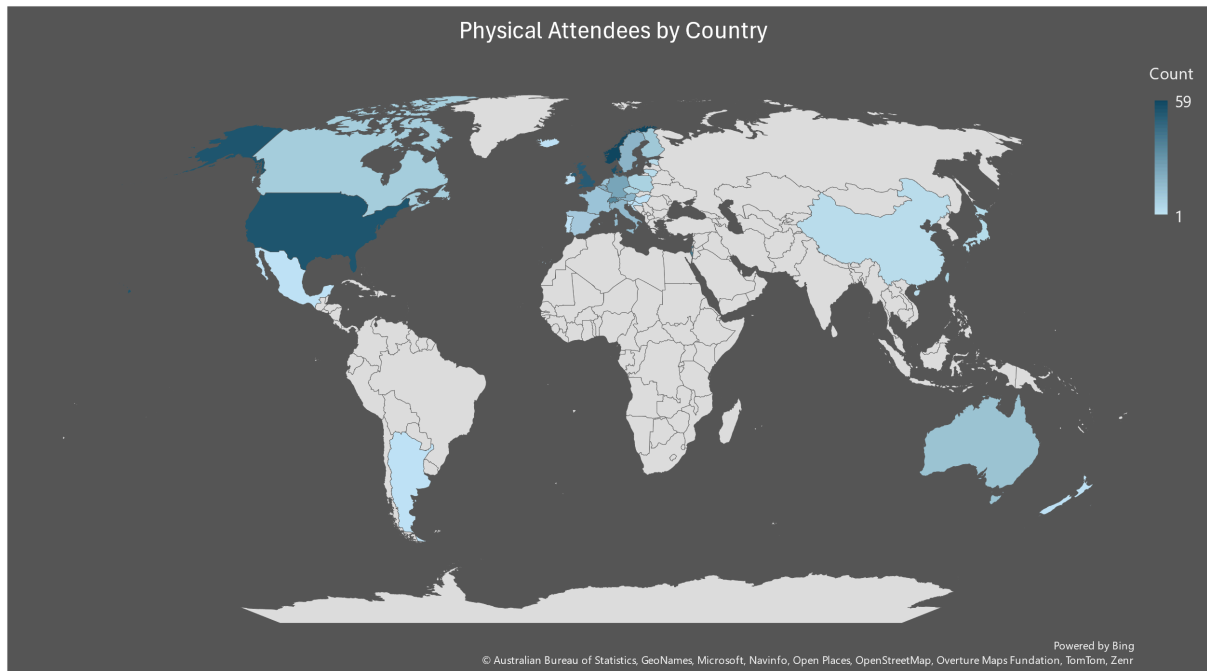 Physical Attendees by Country
Count
59
1
Powered by Bing
© Australian Bureau of Statistics, GeoNames, Microsoft, Navinfo, Open Places, OpenStreetMap, Overture Maps Fundation, TomTom, Zenrin